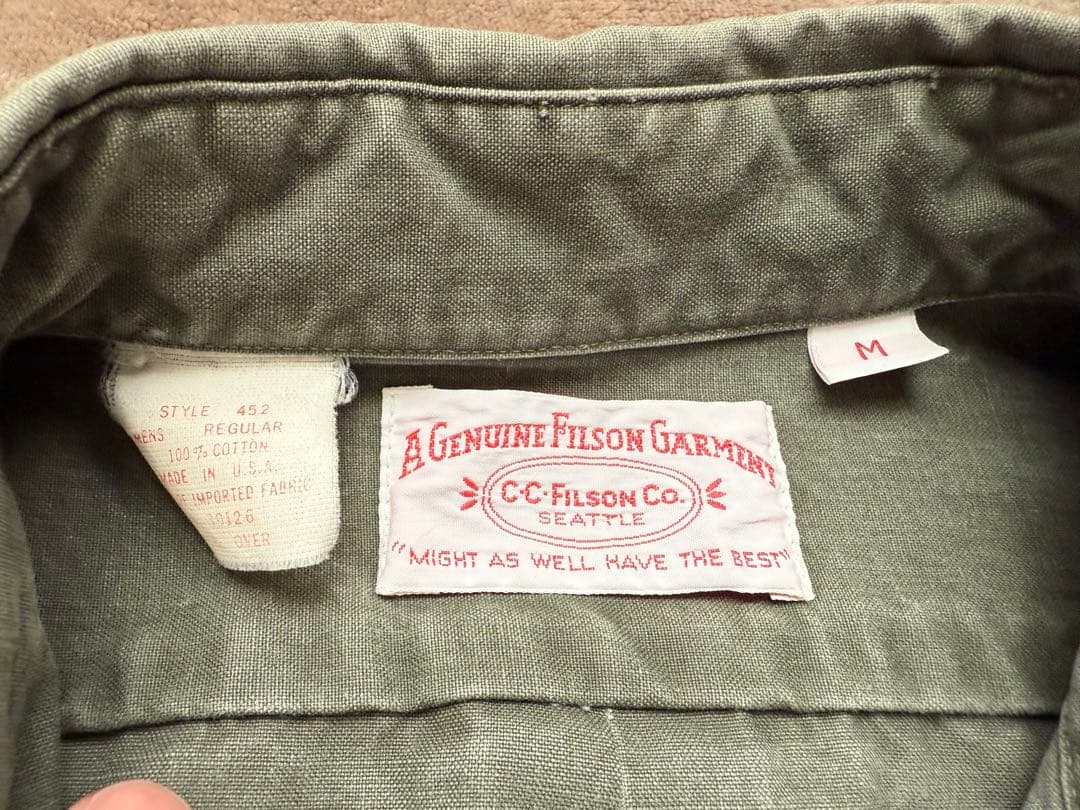 STYLE 452
MENS REGULAR
100% COTTON
MADE IN U.S.A.
IMPORTED FABRIC
OVER
A GENUINE FILSON GARMENT
C·C·FILSON CO.
SEATTLE
"MIGHT AS WELL HAVE THE BEST"
M